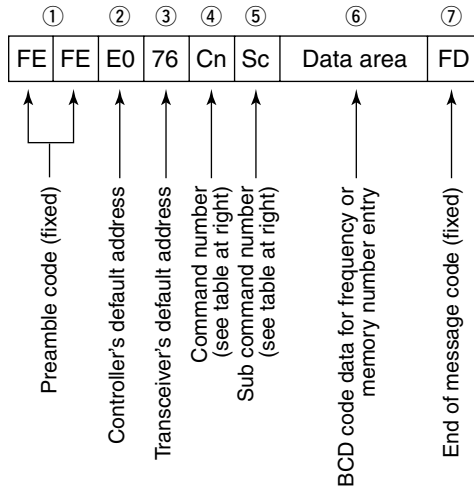 ① ② ③ ④ ⑤ ⑥ ⑦
FE FE E0 76 Cn Sc Data area FD
Preamble code (fixed)
Controller's default address
Transceiver's default address
Command number
(see table at right)
Sub command number
(see table at right)
BCD code data for frequency or
memory number entry
End of message code (fixed)